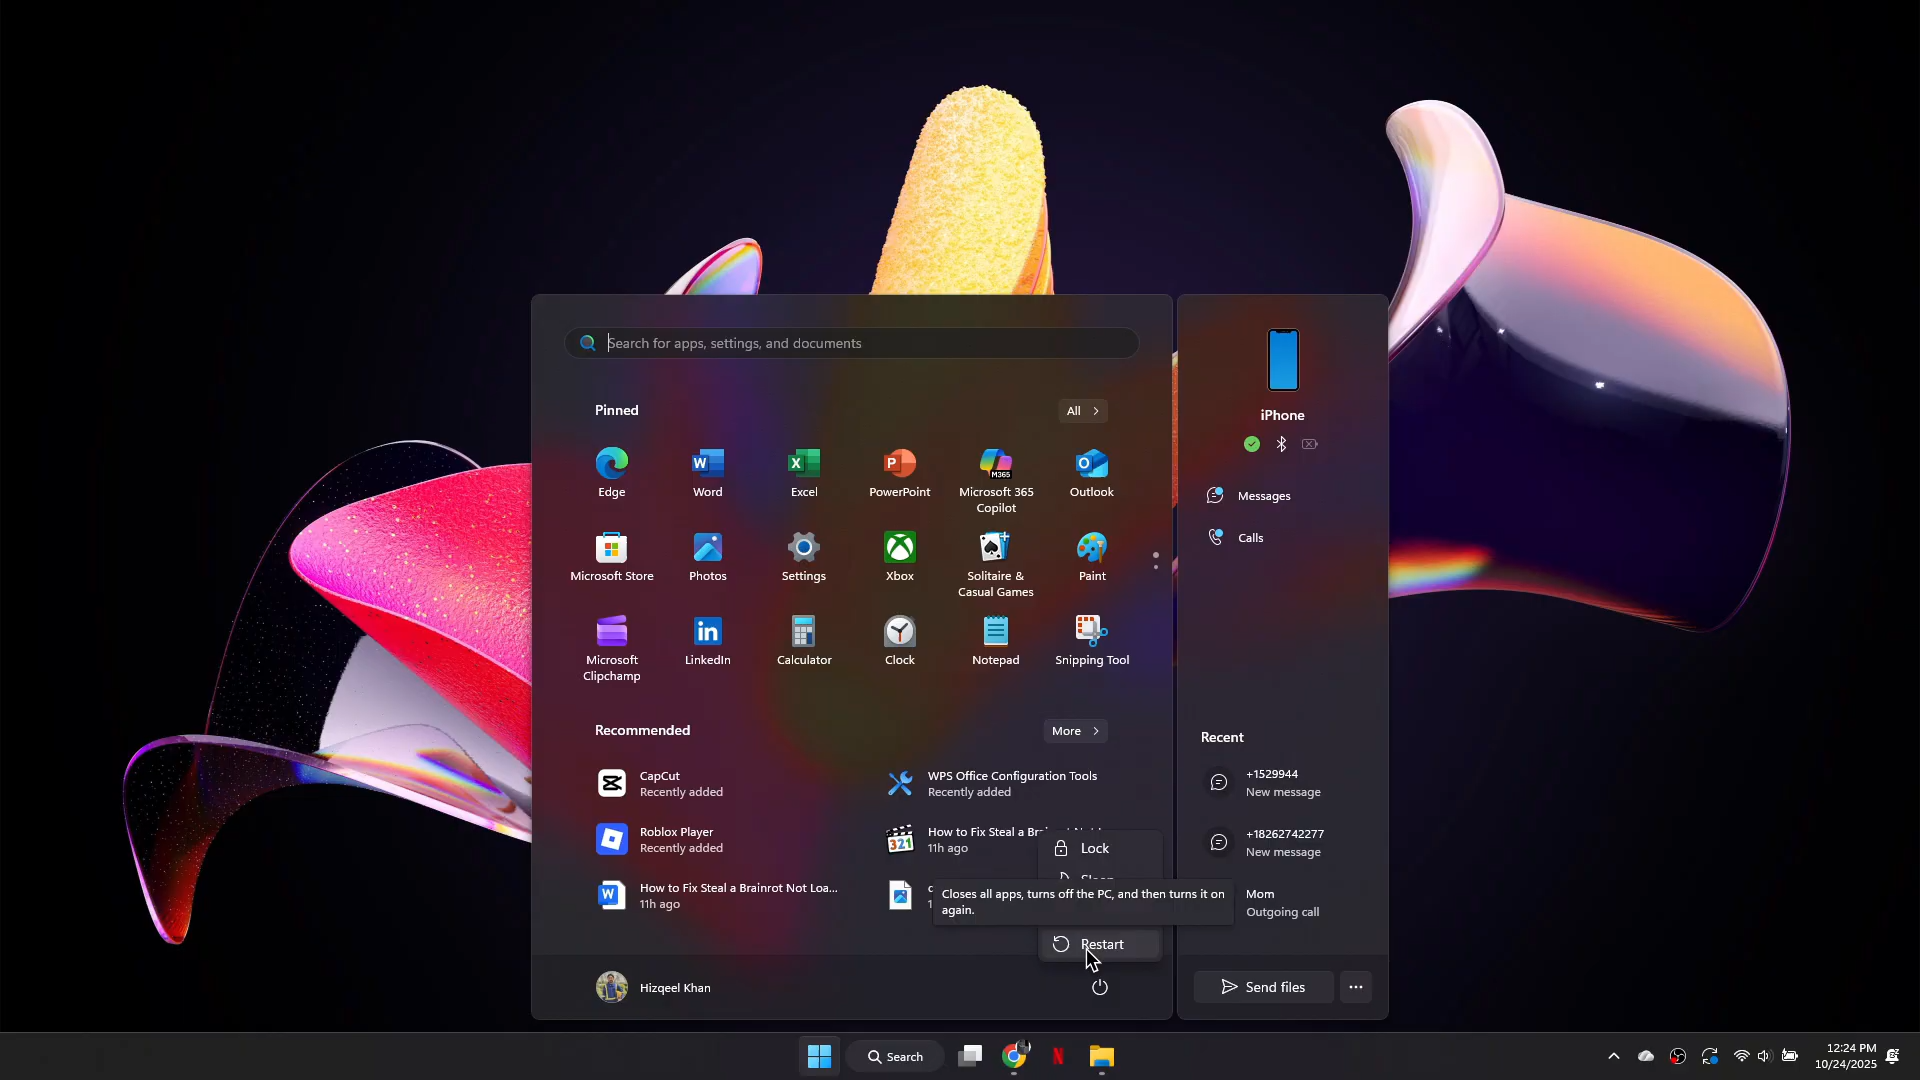 Search for apps, settings, and documents
Pinned
All
Edge
Word
Excel
PowerPoint
Microsoft 365
Copilot
Outlook
Microsoft Store
Photos
Settings
Xbox
Solitaire &
Casual Games
Paint
Microsoft
Clipchamp
LinkedIn
Calculator
Clock
Notepad
Snipping Tool
Recommended
More
CapCut
Recently added
WPS Office Configuration Tools
Recently added
Roblox Player
Recently added
How to Fix Steal a
11h ago
How to Fix Steal a Brainrot Not Loa...
11h ago
Lock
Closes all apps, turns off the PC, and then turns it on
again.
Restart
Hizqeel Khan
iPhone
Messages
Calls
Recent
+1529944
New message
+18262742277
New message
Mom
Outgoing call
Send files
Search
12:24 PM
10/24/2025